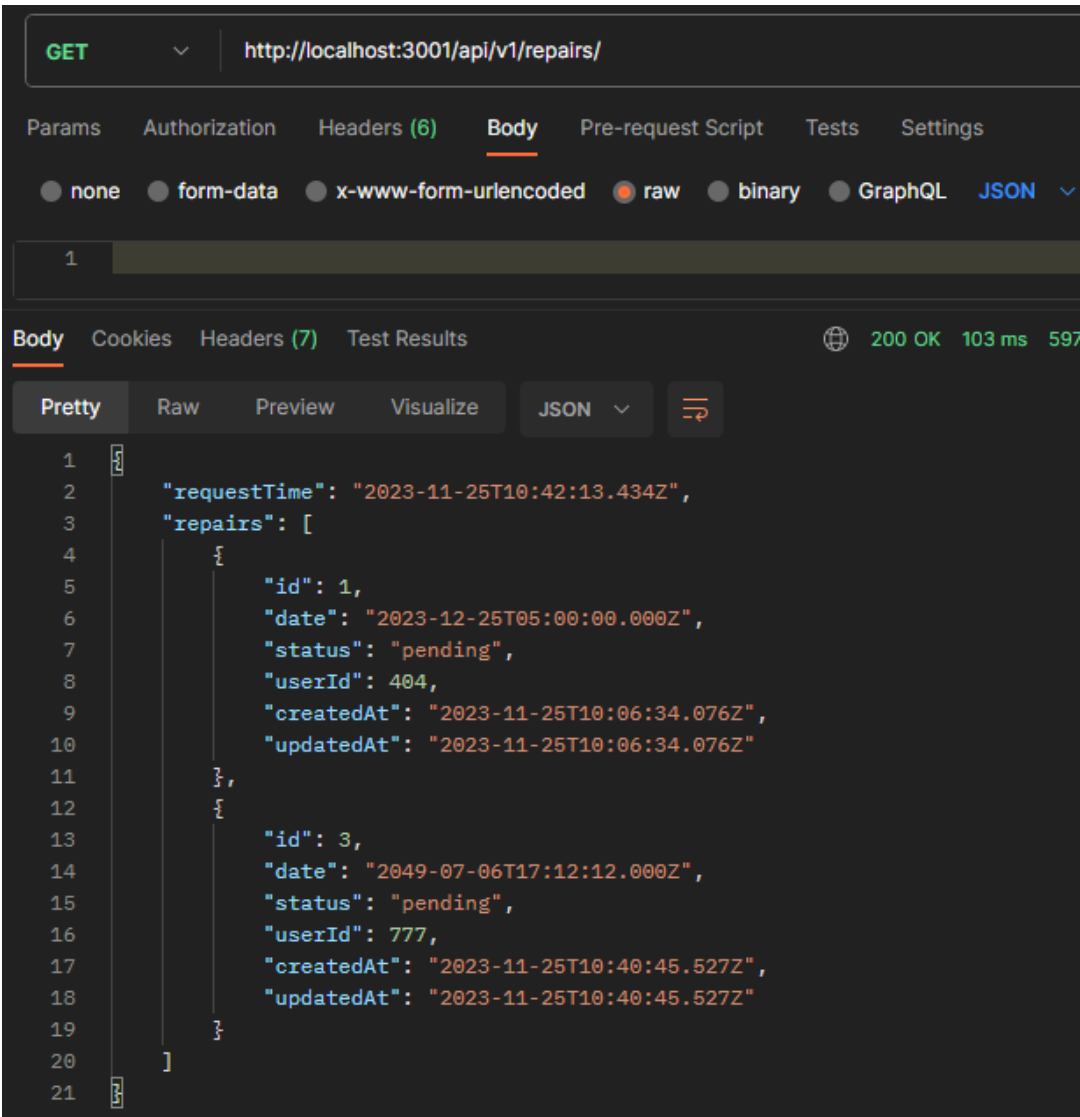 GET http://localhost:3001/api/v1/repairs/
Params Authorization Headers (6) Body Pre-request Script Tests Settings
none form-data x-www-form-urlencoded raw binary GraphQL JSON
1
Body Cookies Headers (7) Test Results 200 OK 103 ms 597
Pretty Raw Preview Visualize JSON
1 {
2 "requestTime": "2023-11-25T10:42:13.434Z",
3 "repairs": [
4 {
5 "id": 1,
6 "date": "2023-12-25T05:00:00.000Z",
7 "status": "pending",
8 "userId": 404,
9 "createdAt": "2023-11-25T10:06:34.076Z",
10 "updatedAt": "2023-11-25T10:06:34.076Z"
11 },
12 {
13 "id": 3,
14 "date": "2049-07-06T17:12:12.000Z",
15 "status": "pending",
16 "userId": 777,
17 "createdAt": "2023-11-25T10:40:45.527Z",
18 "updatedAt": "2023-11-25T10:40:45.527Z"
19 }
20 ]
21 }